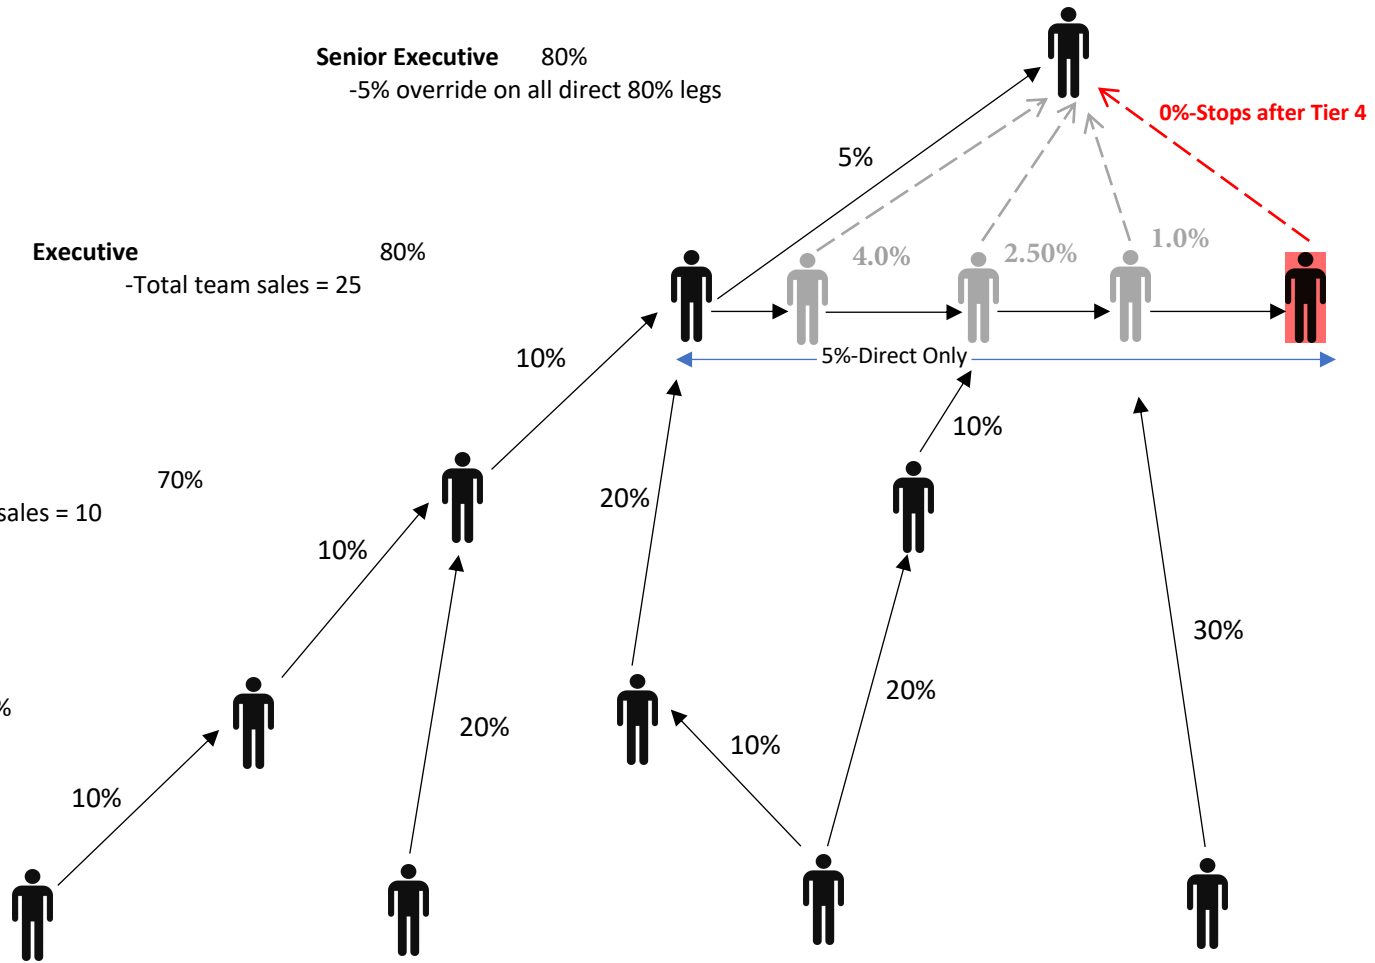 Senior Executive 80%
-5% override on all direct 80% legs
0%-Stops after Tier 4
5%
Executive 80%
-Total team sales = 25
4.0%
2.50%
1.0%
10%
5%-Direct Only
10%
70%
sales = 10
20%
10%
30%
20%
%
20%
10%
10%